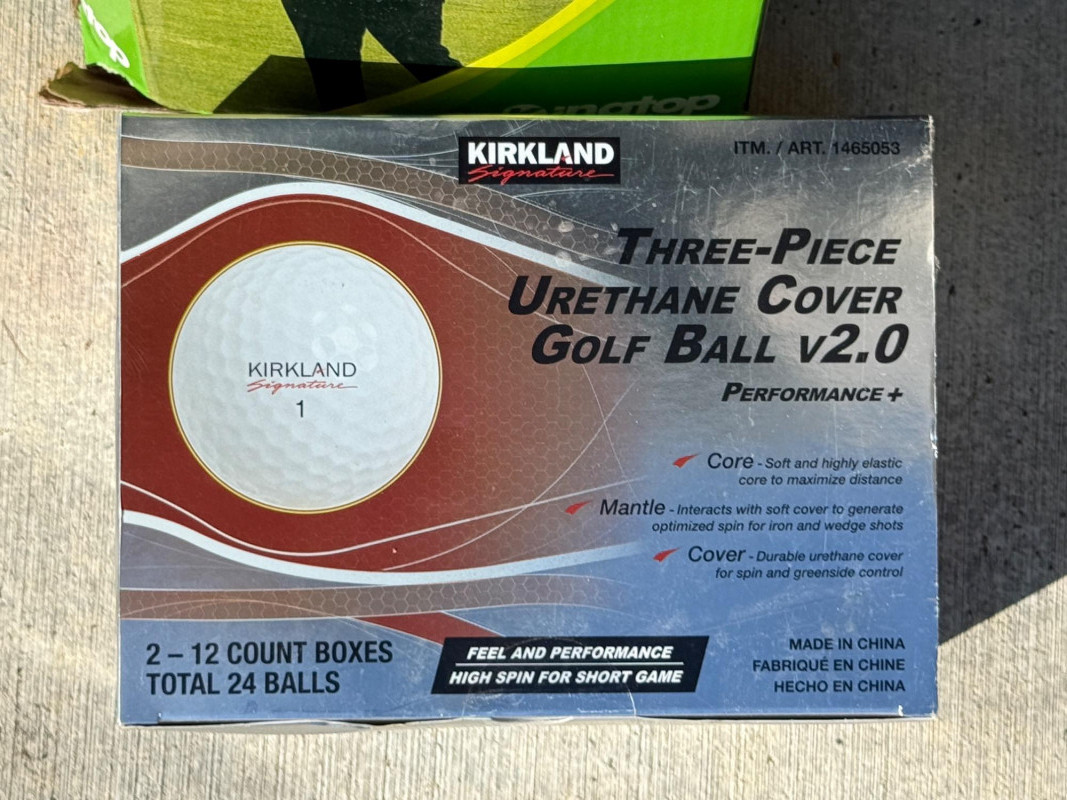 KIRKLAND
Signature
ITM. / ART. 1465053
THREE-PIECE
URETHANE COVER
GOLF BALL V2.0
PERFORMANCE+
KIRKLAND
Signature
1
Core - Soft and highly elastic
core to maximize distance
Mantle - Interacts with soft cover to generate
optimized spin for iron and wedge shots
Cover - Durable urethane cover
for spin and greenside control
2 – 12 COUNT BOXES
TOTAL 24 BALLS
FEEL AND PERFORMANCE
HIGH SPIN FOR SHORT GAME
MADE IN CHINA
FABRIQUÉ EN CHINE
HECHO EN CHINA